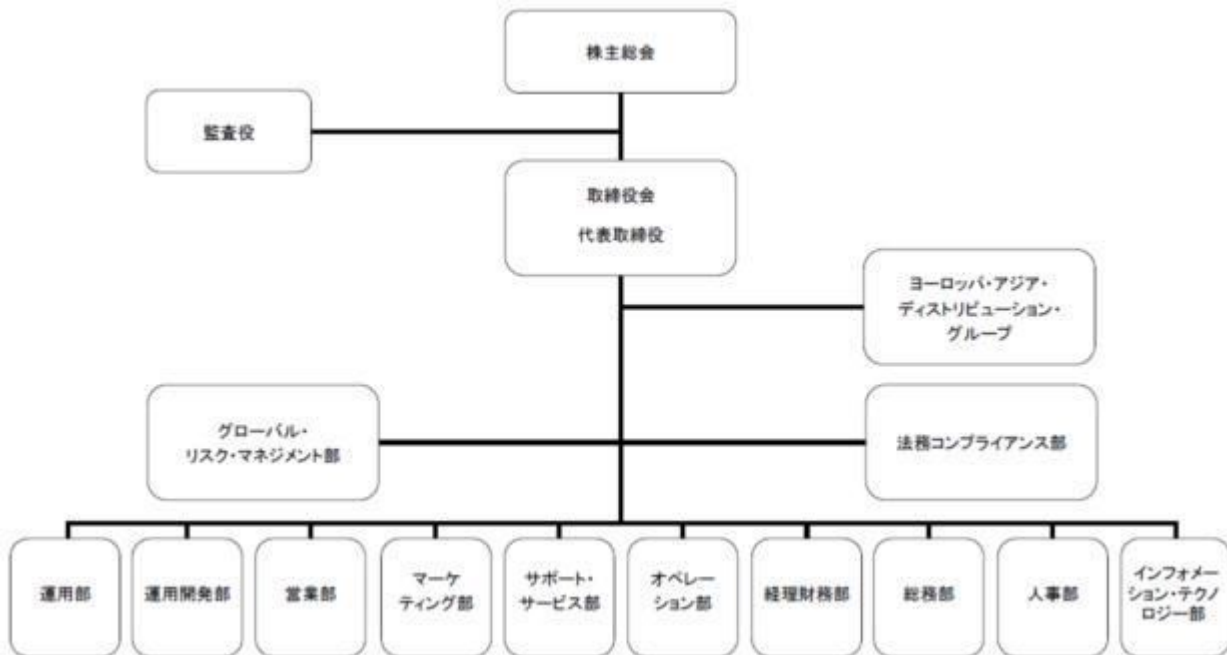 株主総会
監査役
取締役会
代表取締役
ヨーロッパ・アジア・
ディストリビューション・
グループ
グローバル・
リスク・マネジメント部
法務コンプライアンス部
運用部
運用開発部
営業部
マーケ
ティング部
サポート・
サービス部
オペレー
ション部
経理財務部
総務部
人事部
インフォメー
ション・テクノ
ロジー部